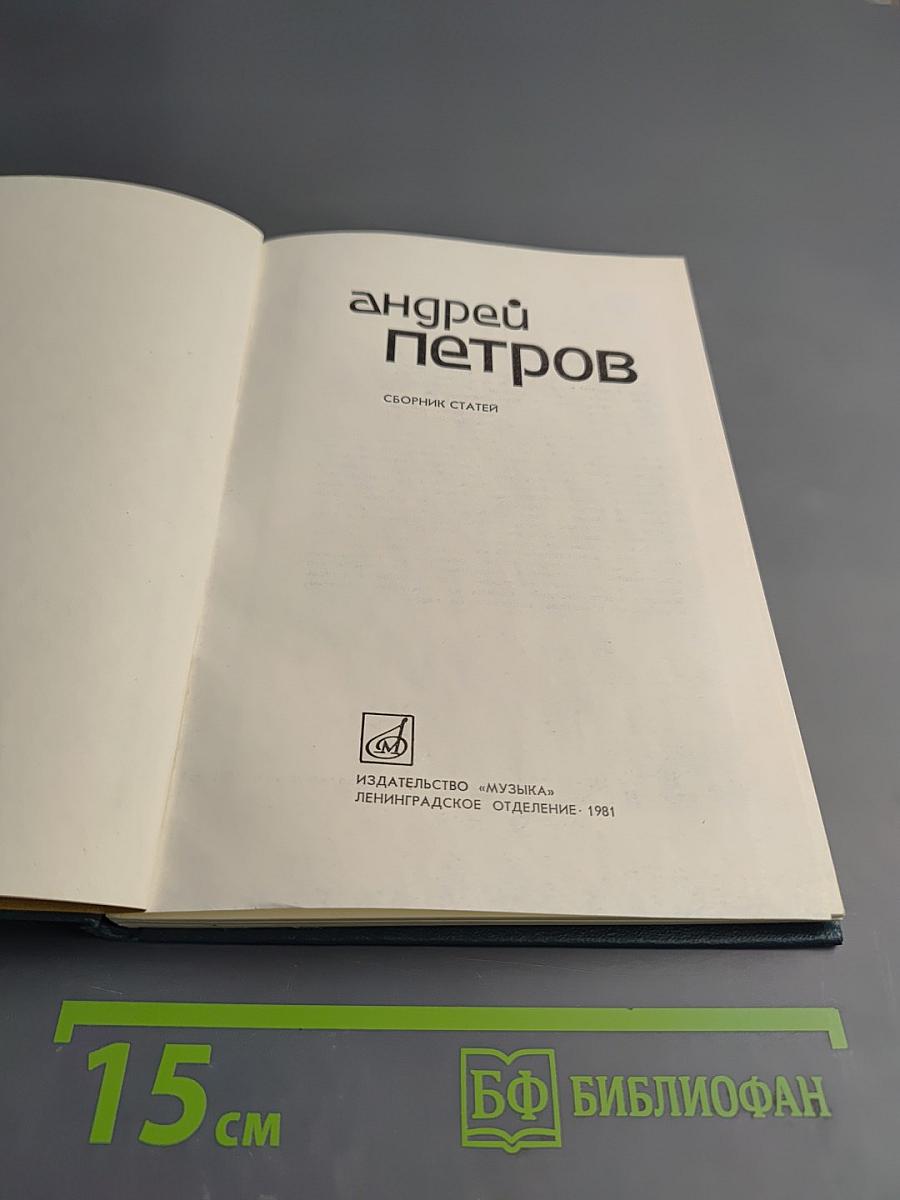 андрей
петров
СБОРНИК СТАТЕЙ
М
ИЗДАТЕЛЬСТВО «МУЗЫКА»
ЛЕНИНГРАДСКОЕ ОТДЕЛЕНИЕ · 1981
15 см
БФ БИБЛИОФАН